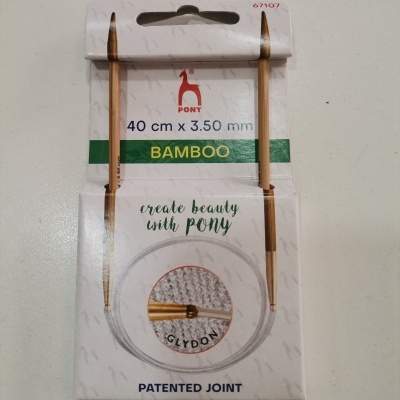 67107
PONY
40 cm x 3.50 mm
BAMBOO
create beauty
with PONY
GLYDON
PATENTED JOINT